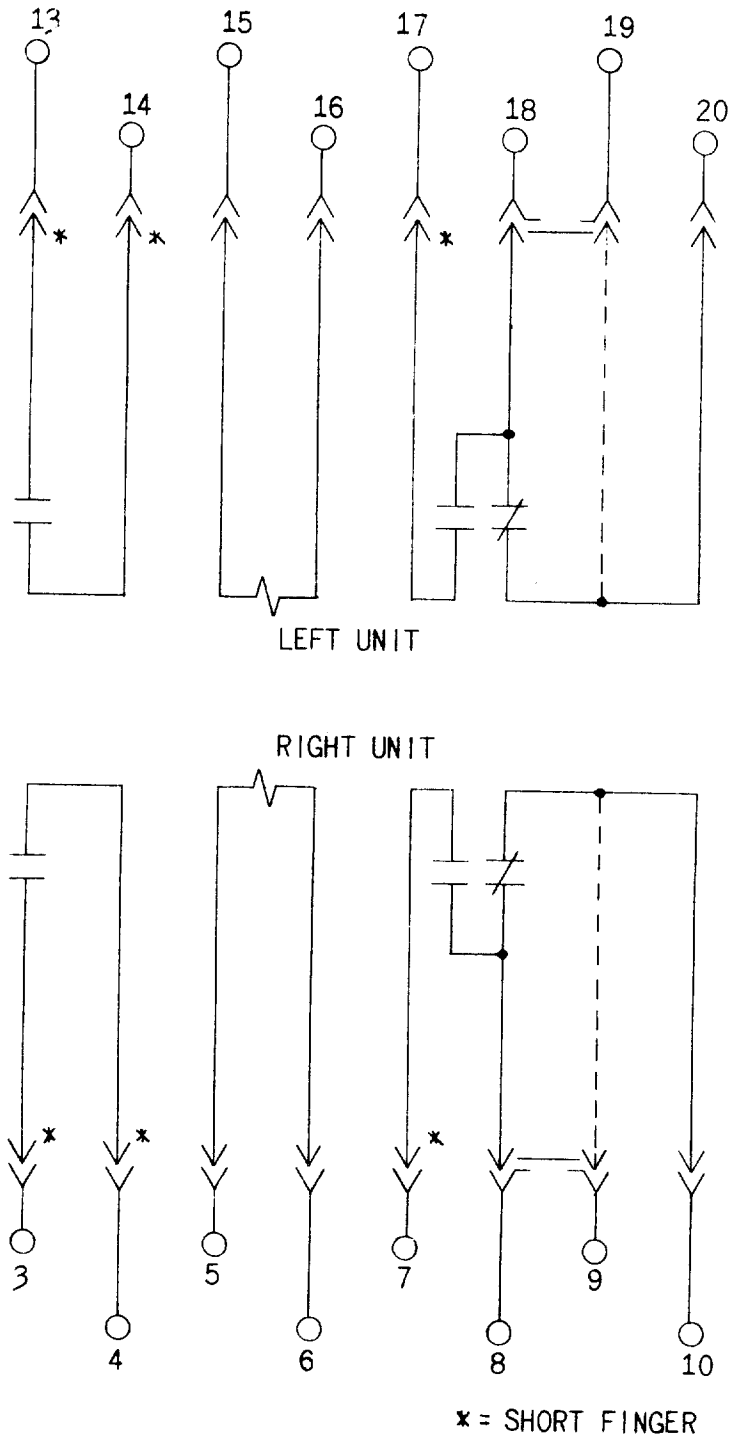 13 15 17 19
14 16 18 20
* * *
LEFT UNIT
RIGHT UNIT
* * *
3 5 7 9
4 6 8 10
* = SHORT FINGER